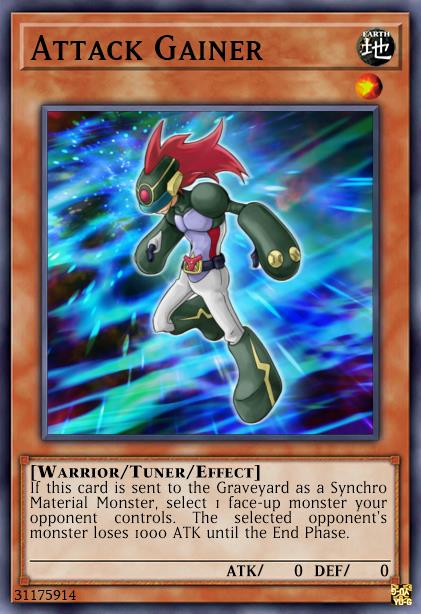 Attack Gainer
EARTH
地
[Warrior/Tuner/Effect]
If this card is sent to the Graveyard as a Synchro
Material Monster, select 1 face-up monster your
opponent controls. The selected opponent's
monster loses 1000 ATK until the End Phase.
ATK/ 0 DEF/ 0
31175914